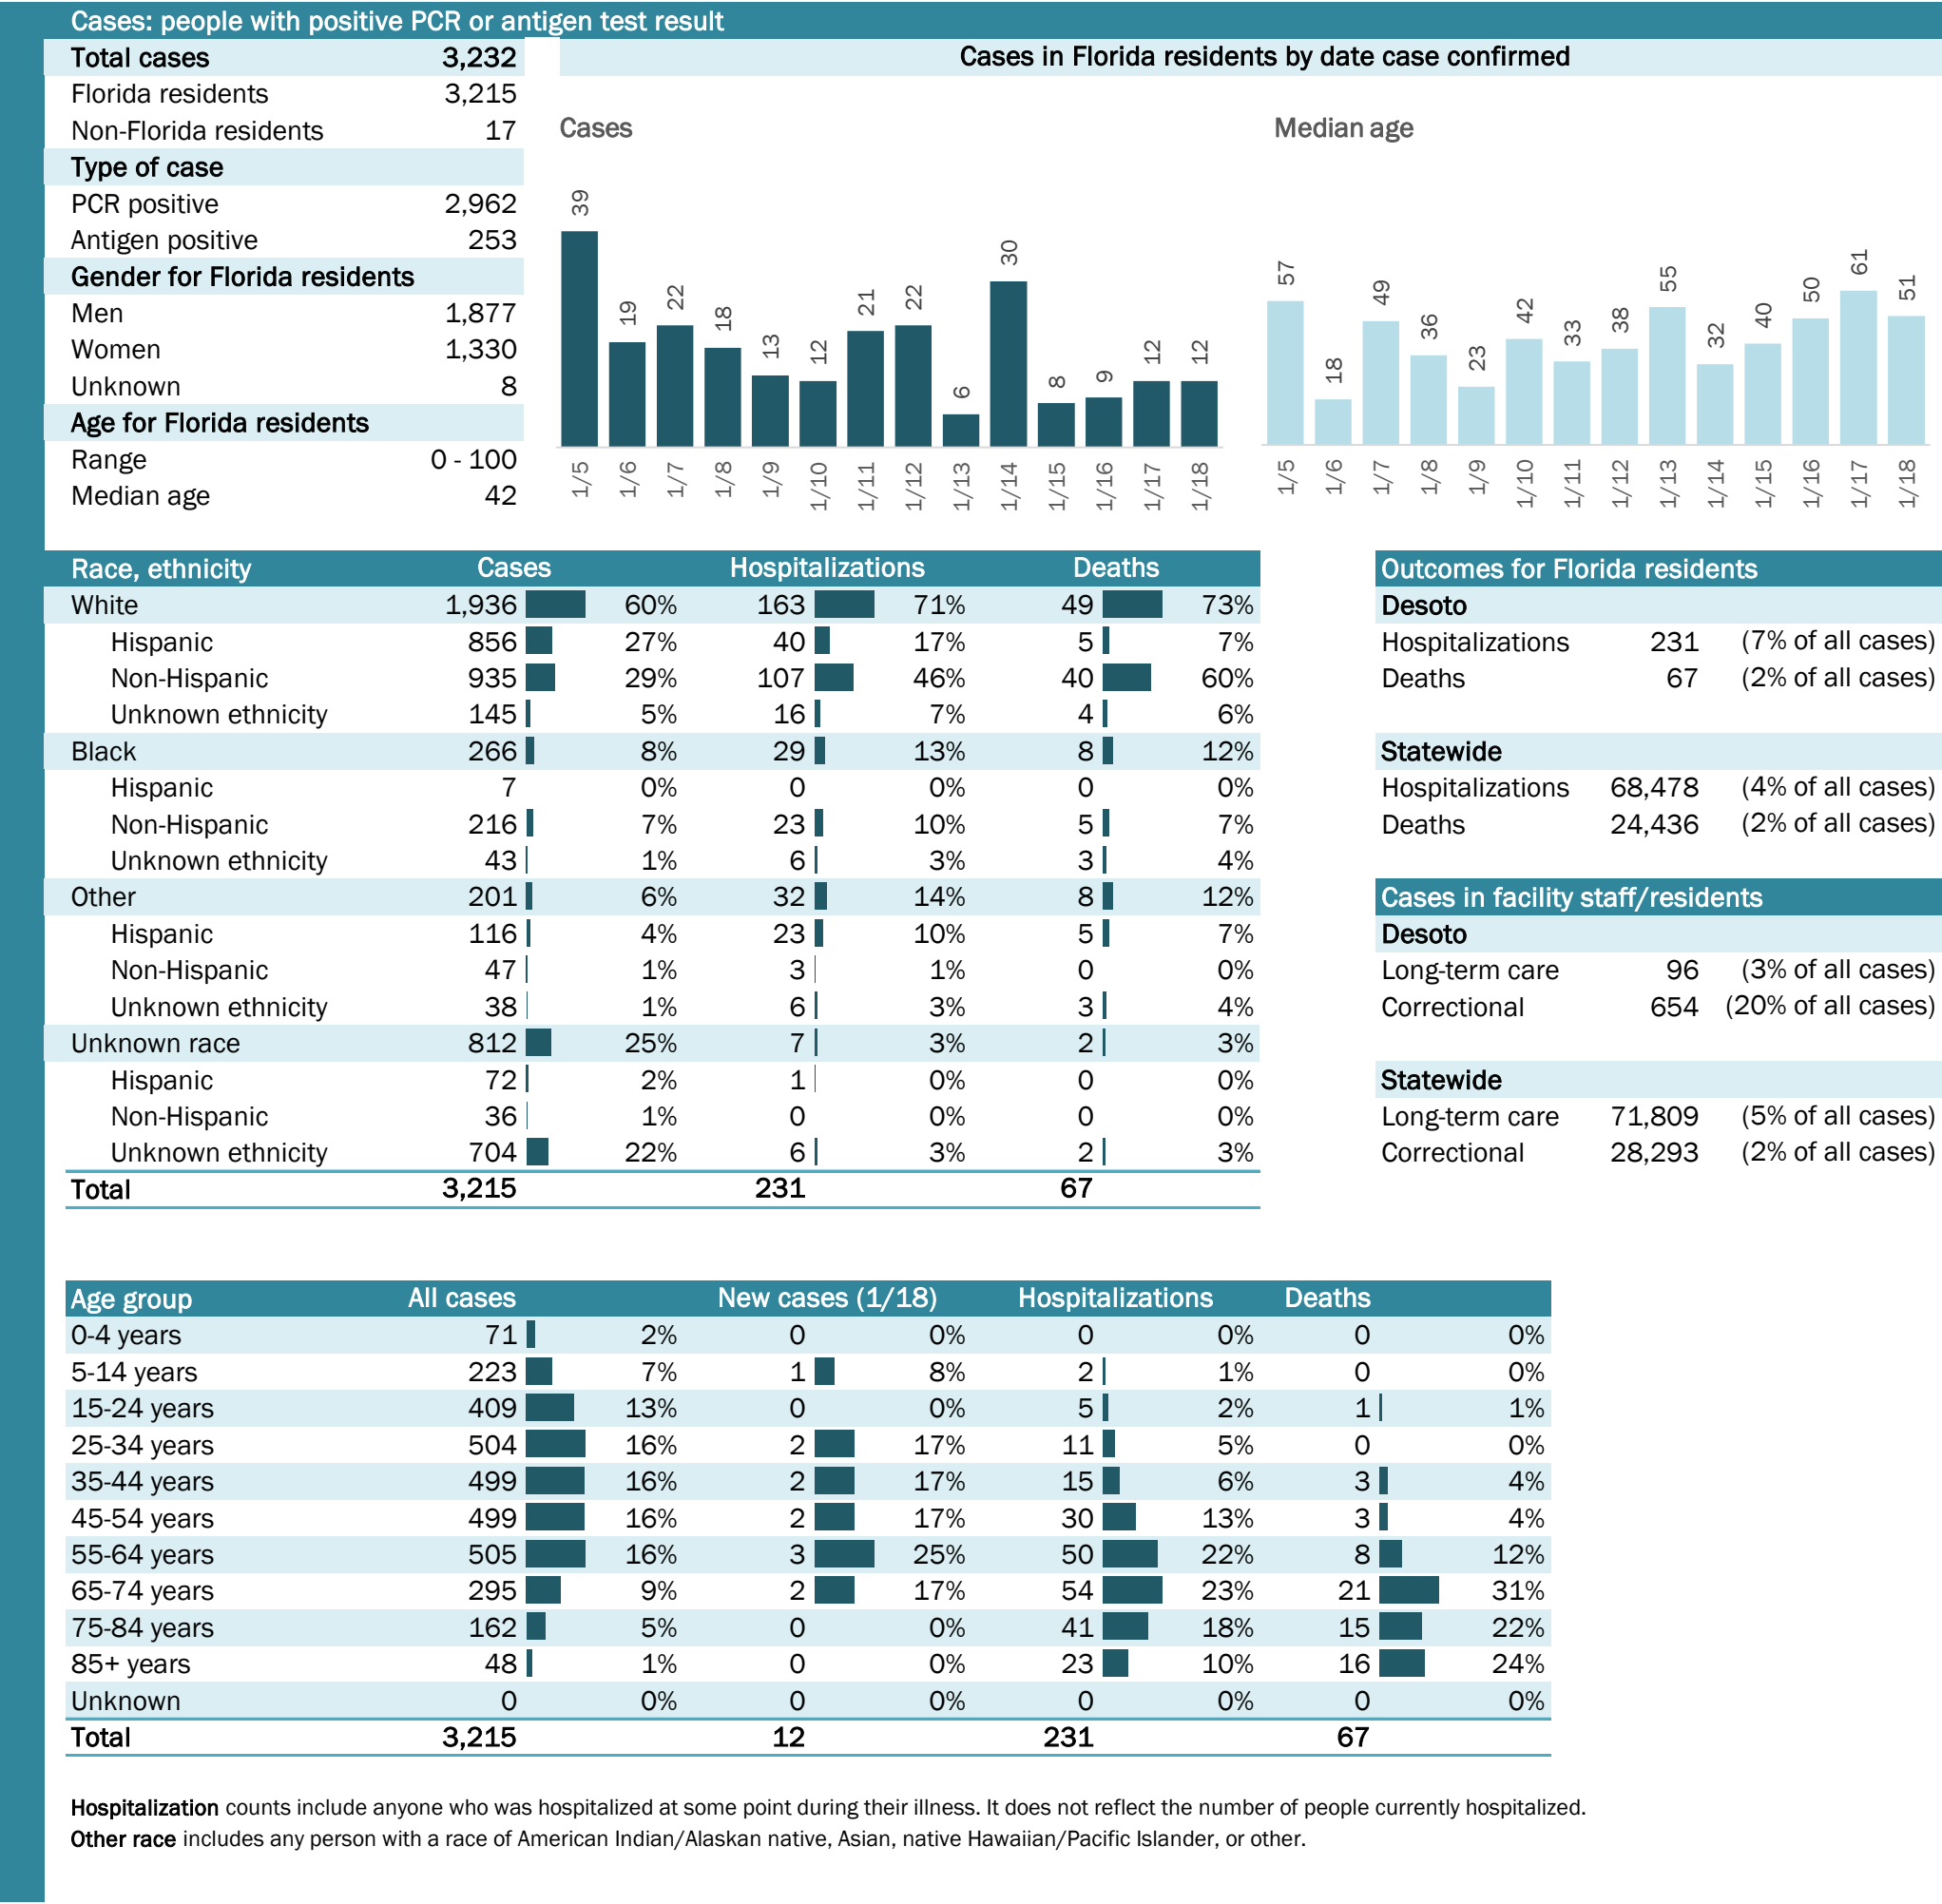 Cases: people with positive PCR or antigen test result
Total cases 3,232
Florida residents 3,215
Non-Florida residents 17
Type of case
PCR positive 2,962
Antigen positive 253
Gender for Florida residents
Men 1,877
Women 1,330
Unknown 8
Age for Florida residents
Range 0 - 100
Median age 42
Cases in Florida residents by date case confirmed
Cases
39 19 22 18 13 12 21 22 6 30 8 9 12 12
1/5 1/6 1/7 1/8 1/9 1/10 1/11 1/12 1/13 1/14 1/15 1/16 1/17 1/18
Median age
57 18 49 36 23 42 33 38 55 32 40 50 61 51
1/5 1/6 1/7 1/8 1/9 1/10 1/11 1/12 1/13 1/14 1/15 1/16 1/17 1/18
Race, ethnicity Cases Hospitalizations Deaths
White 1,936 60% 163 71% 49 73%
Hispanic 856 27% 40 17% 5 7%
Non-Hispanic 935 29% 107 46% 40 60%
Unknown ethnicity 145 5% 16 7% 4 6%
Black 266 8% 29 13% 8 12%
Hispanic 7 0% 0 0% 0 0%
Non-Hispanic 216 7% 23 10% 5 7%
Unknown ethnicity 43 1% 6 3% 3 4%
Other 201 6% 32 14% 8 12%
Hispanic 116 4% 23 10% 5 7%
Non-Hispanic 47 1% 3 1% 0 0%
Unknown ethnicity 38 1% 6 3% 3 4%
Unknown race 812 25% 7 3% 2 3%
Hispanic 72 2% 1 0% 0 0%
Non-Hispanic 36 1% 0 0% 0 0%
Unknown ethnicity 704 22% 6 3% 2 3%
Total 3,215 231 67
Outcomes for Florida residents
Desoto
Hospitalizations 231 (7% of all cases)
Deaths 67 (2% of all cases)
Statewide
Hospitalizations 68,478 (4% of all cases)
Deaths 24,436 (2% of all cases)
Cases in facility staff/residents
Desoto
Long-term care 96 (3% of all cases)
Correctional 654 (20% of all cases)
Statewide
Long-term care 71,809 (5% of all cases)
Correctional 28,293 (2% of all cases)
Age group All cases New cases (1/18) Hospitalizations Deaths
0-4 years 71 2% 0 0% 0 0% 0 0%
5-14 years 223 7% 1 8% 2 1% 0 0%
15-24 years 409 13% 0 0% 5 2% 1 1%
25-34 years 504 16% 2 17% 11 5% 0 0%
35-44 years 499 16% 2 17% 15 6% 3 4%
45-54 years 499 16% 2 17% 30 13% 3 4%
55-64 years 505 16% 3 25% 50 22% 8 12%
65-74 years 295 9% 2 17% 54 23% 21 31%
75-84 years 162 5% 0 0% 41 18% 15 22%
85+ years 48 1% 0 0% 23 10% 16 24%
Unknown 0 0% 0 0% 0 0% 0 0%
Total 3,215 12 231 67
Hospitalization counts include anyone who was hospitalized at some point during their illness. It does not reflect the number of people currently hospitalized.
Other race includes any person with a race of American Indian/Alaskan native, Asian, native Hawaiian/Pacific Islander, or other.